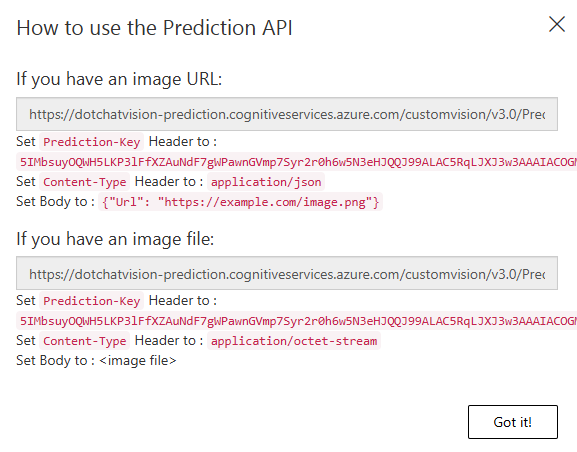 How to use the Prediction API
If you have an image URL:
https://dotchatvision-prediction.cognitiveservices.azure.com/customvision/v3.0/Pred
Set Prediction-Key Header to :
5IMbsuyOQWH5LKP3lFfXZAuNdF7gWPawnGVmp7Syr2r0h6w5N3eHJQQJ99ALAC5RqLJXJ3w3AAAIACOGM
Set Content-Type Header to : application/json
Set Body to : {"Url": "https://example.com/image.png"}
If you have an image file:
https://dotchatvision-prediction.cognitiveservices.azure.com/customvision/v3.0/Pred
Set Prediction-Key Header to :
5IMbsuyOQWH5LKP3lFfXZAuNdF7gWPawnGVmp7Syr2r0h6w5N3eHJQQJ99ALAC5RqLJXJ3w3AAAIACOGM
Set Content-Type Header to : application/octet-stream
Set Body to : <image file>
Got it!